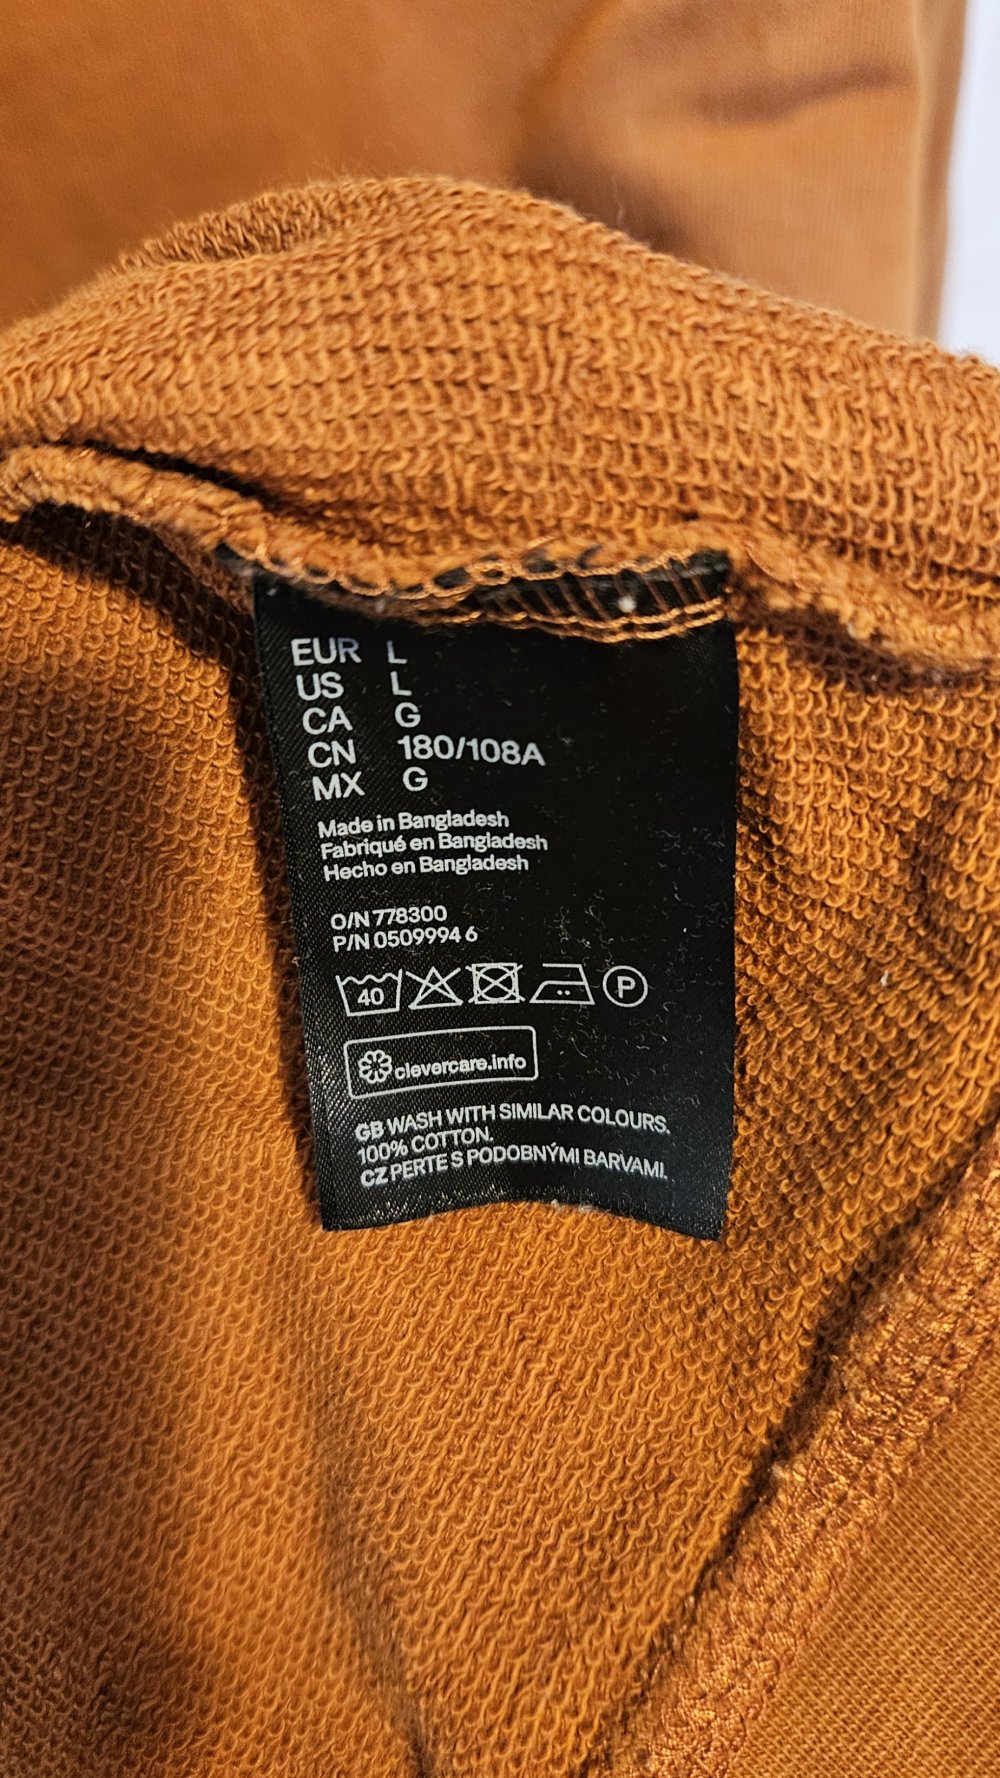 EUR L
US L
CA G
CN 180/108A
MX G
Made in Bangladesh
Fabriqué en Bangladesh
Hecho en Bangladesh
O/N 778300
P/N 0509994 6
40 P
clevercare.info
GB WASH WITH SIMILAR COLOURS.
100% COTTON.
CZ PERTE S PODOBNÝMI BARVAMI.